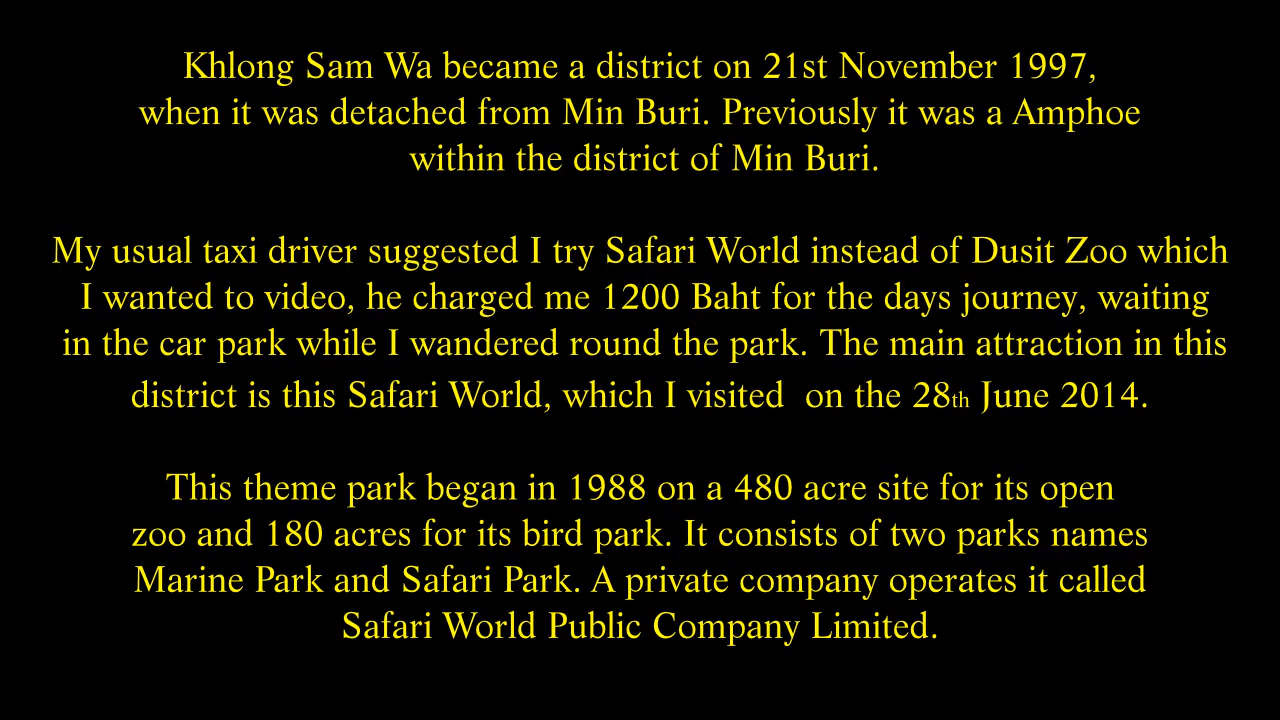 Khlong Sam Wa became a district on 21st November 1997,
when it was detached from Min Buri. Previously it was a Amphoe
within the district of Min Buri.
My usual taxi driver suggested I try Safari World instead of Dusit Zoo which
I wanted to video, he charged me 1200 Baht for the days journey, waiting
in the car park while I wandered round the park. The main attraction in this
district is this Safari World, which I visited  on the 28th June 2014.
This theme park began in 1988 on a 480 acre site for its open
zoo and 180 acres for its bird park. It consists of two parks names
Marine Park and Safari Park. A private company operates it called
Safari World Public Company Limited.